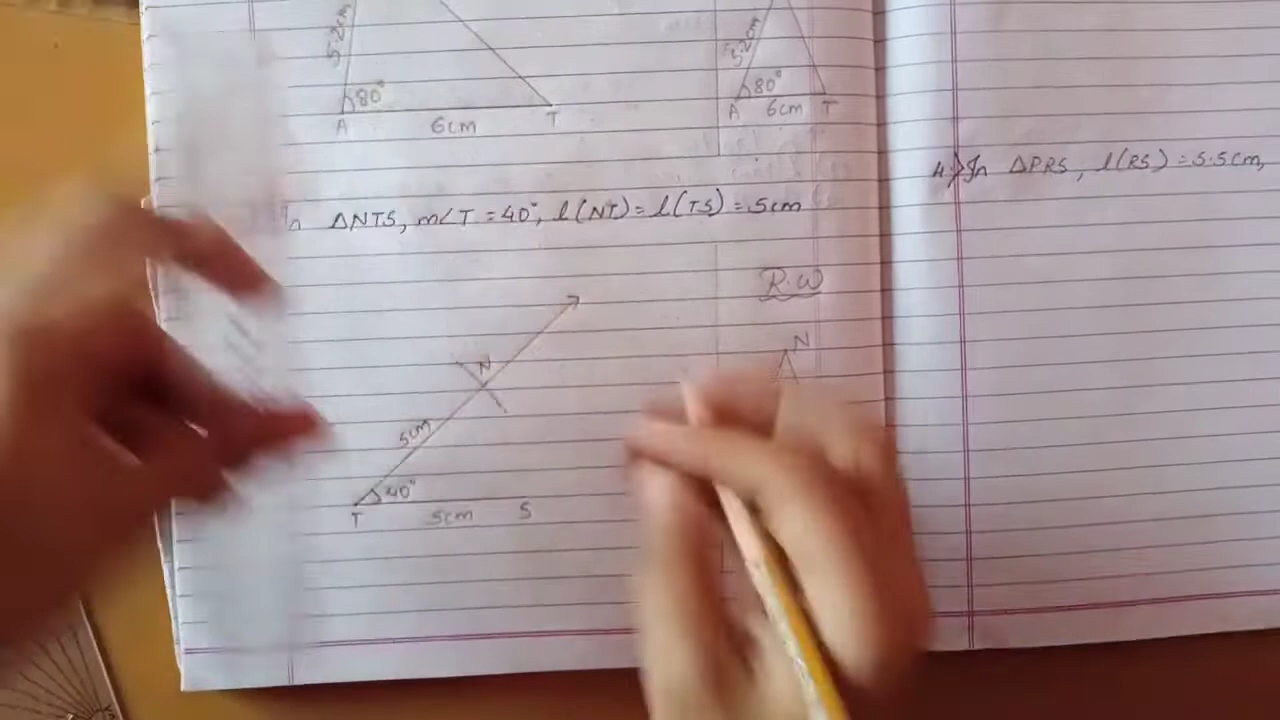 5.2cm
80°
A 6cm T
5.2cm
80°
A 6cm T
n ΔNTS, m∠T = 40°, l(NT) = l(TS) = 5cm
R.W
N
N
5cm
40°
T 5cm S
4.) In ΔPRS, l(RS) = 5.5cm,